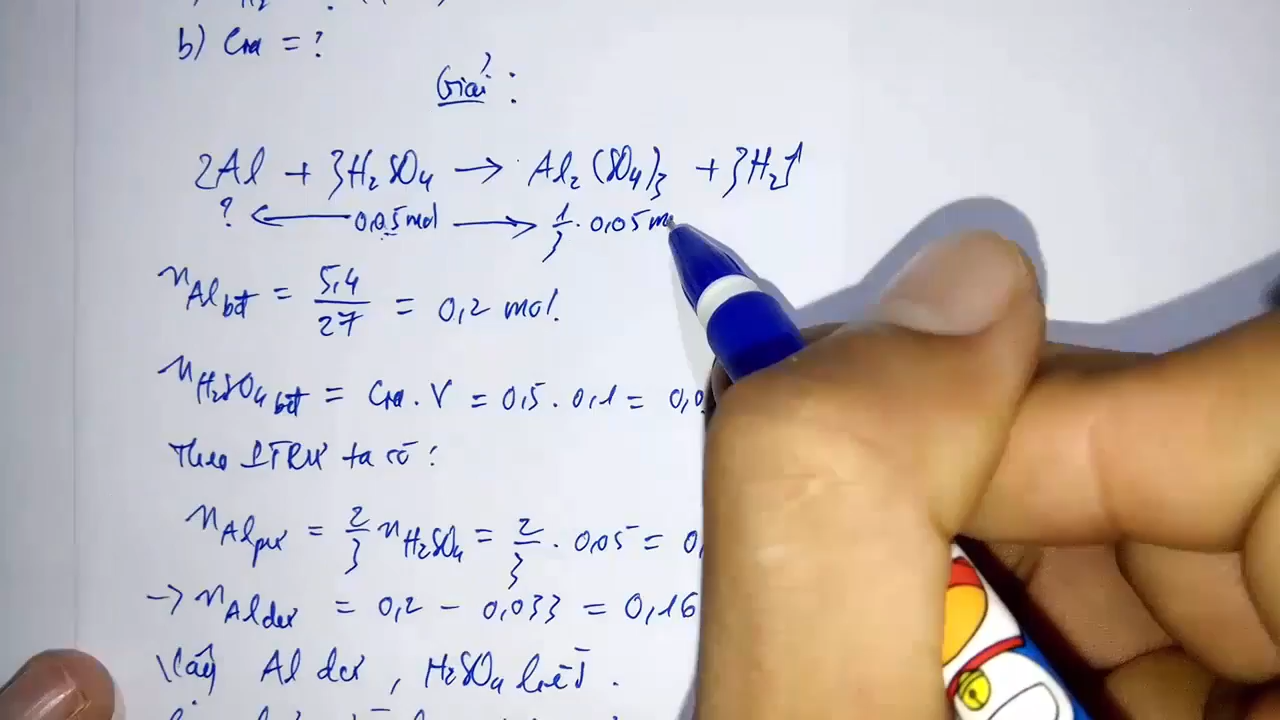 b) CM = ?
Giải :
2Al + 3H₂SO₄ → Al₂(SO₄)₃ + 3H₂↑
? ← 0,05 mol → 1/3 . 0,05 m
nAl bđ = 5,4/27 = 0,2 mol.
nH₂SO₄ bđ = CM . V = 0,5 . 0,1 = 0,0
Theo PTPƯ ta có :
nAl pư = 2/3 nH₂SO₄ = 2/3 . 0,05 = 0,
→ nAl dư = 0,2 - 0,033 = 0,16
Vậy Al dư , H₂SO₄ hết .